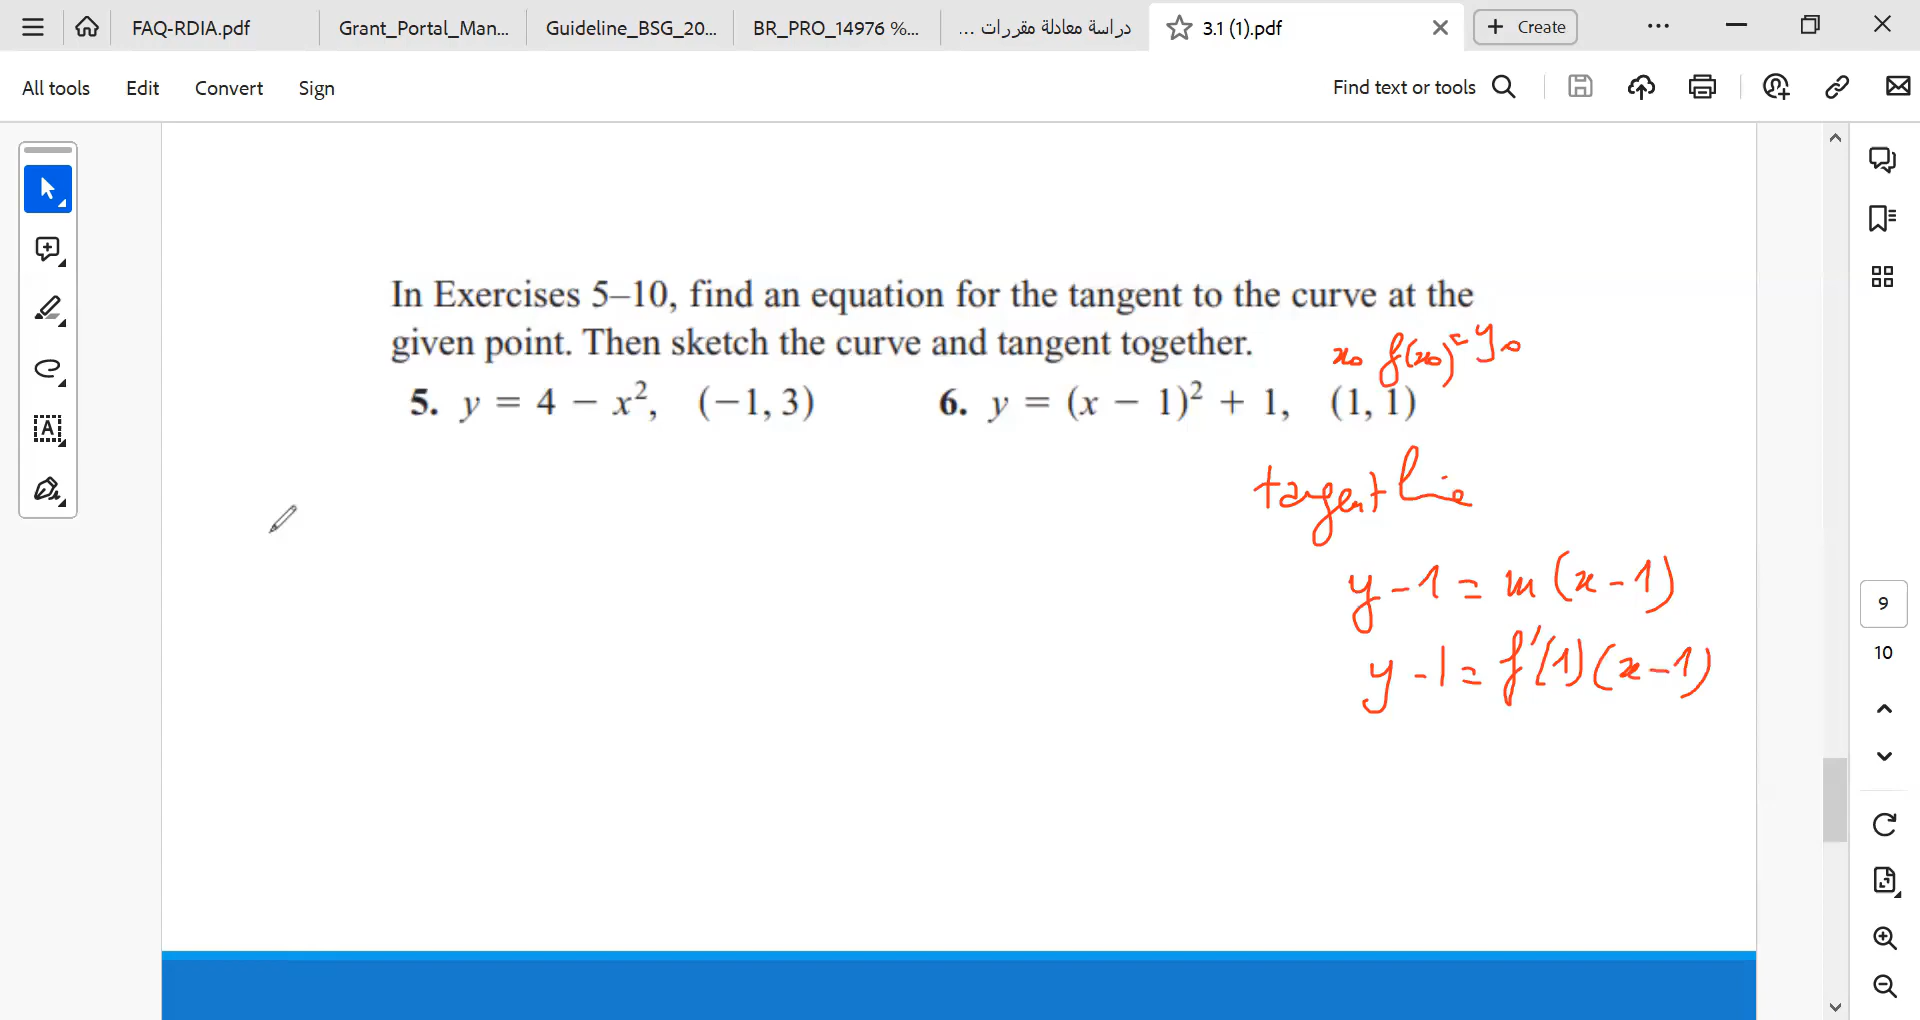 FAQ-RDIA.pdf
Grant_Portal_Man...
Guideline_BSG_20...
BR_PRO_14976 %...
دراسة معادلة مقررات ...
3.1 (1).pdf
Create
All tools
Edit
Convert
Sign
Find text or tools
In Exercises 5–10, find an equation for the tangent to the curve at the
given point. Then sketch the curve and tangent together.
x₀ f(x₀) = y₀
5. y = 4 − x², (−1, 3)
6. y = (x − 1)² + 1, (1, 1)
tangent line
y - 1 = m (x - 1)
y - 1 = f'(1) (x - 1)
9
10